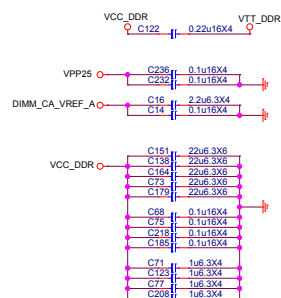 VCC_DDR
VTT_DDR
C122 0.22u16X4
C236 0.1u16X4
VPP25
C232 0.1u16X4
C16 2.2u6.3X4
DIMM_CA_VREF_A
C14 0.1u16X4
C151 22u6.3X6
C138 22u6.3X6
VCC_DDR
C164 22u6.3X6
C73 22u6.3X6
C179 22u6.3X6
C68 0.1u16X4
C75 0.1u16X4
C218 0.1u16X4
C185 0.1u16X4
C71 1u6.3X4
C123 1u6.3X4
C77 1u6.3X4
C208 1u6.3X4